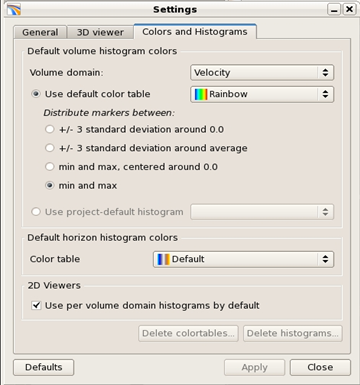 Settings
General
3D viewer
Colors and Histograms
Default volume histogram colors
Volume domain:
Velocity
Use default color table
Rainbow
Distribute markers between:
+/- 3 standard deviation around 0.0
+/- 3 standard deviation around average
min and max, centered around 0.0
min and max
Use project-default histogram
Default horizon histogram colors
Color table
Default
2D Viewers
Use per volume domain histograms by default
Delete colortables...
Delete histograms...
Defaults
Apply
Close